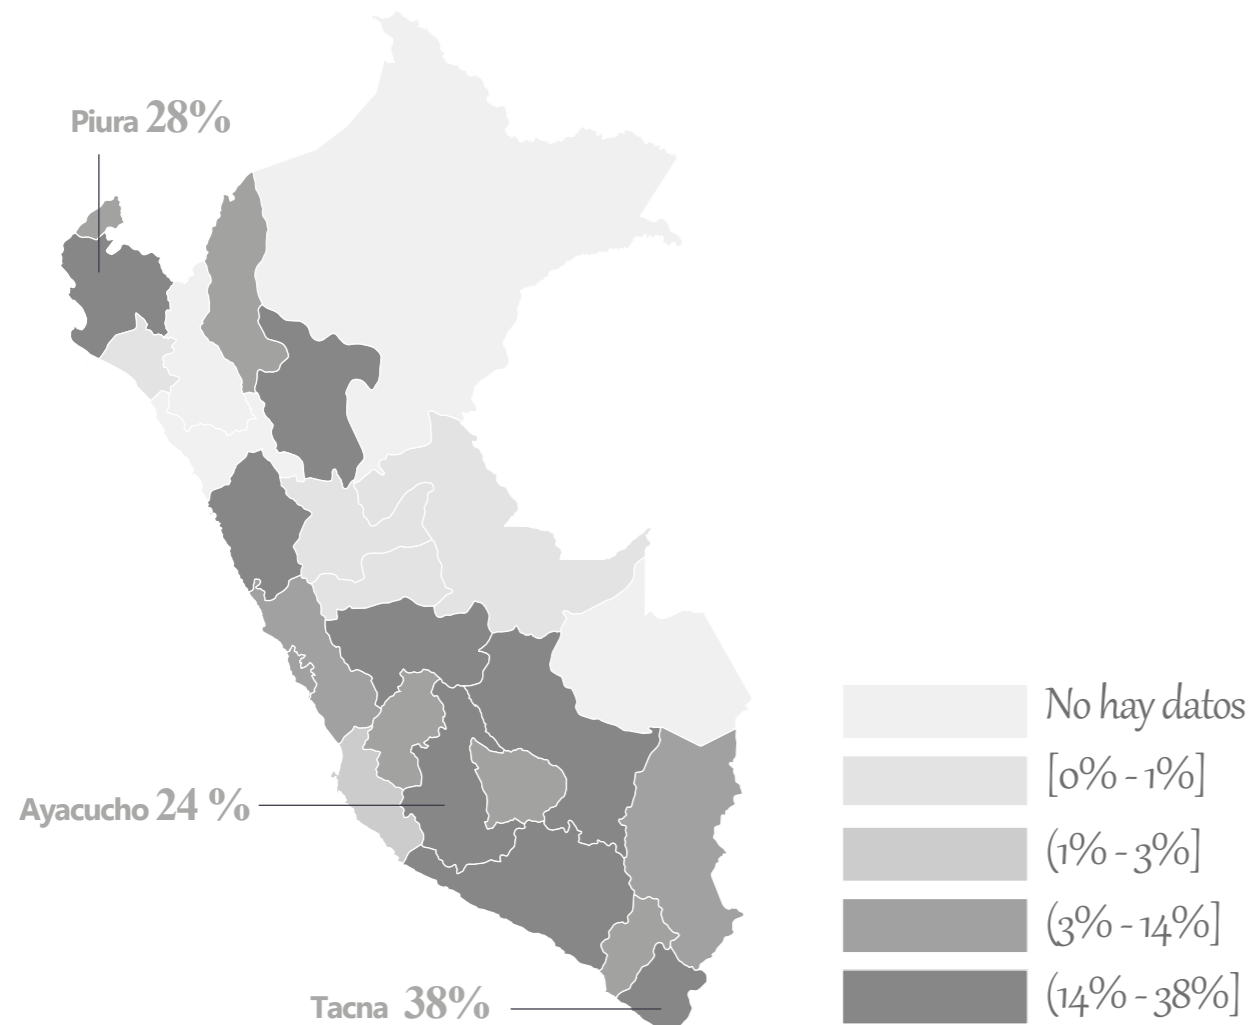 Piura 28%
Ayacucho 24 %
Tacna 38%
No hay datos
[0% - 1%]
(1% - 3%]
(3% - 14%]
(14% - 38%]